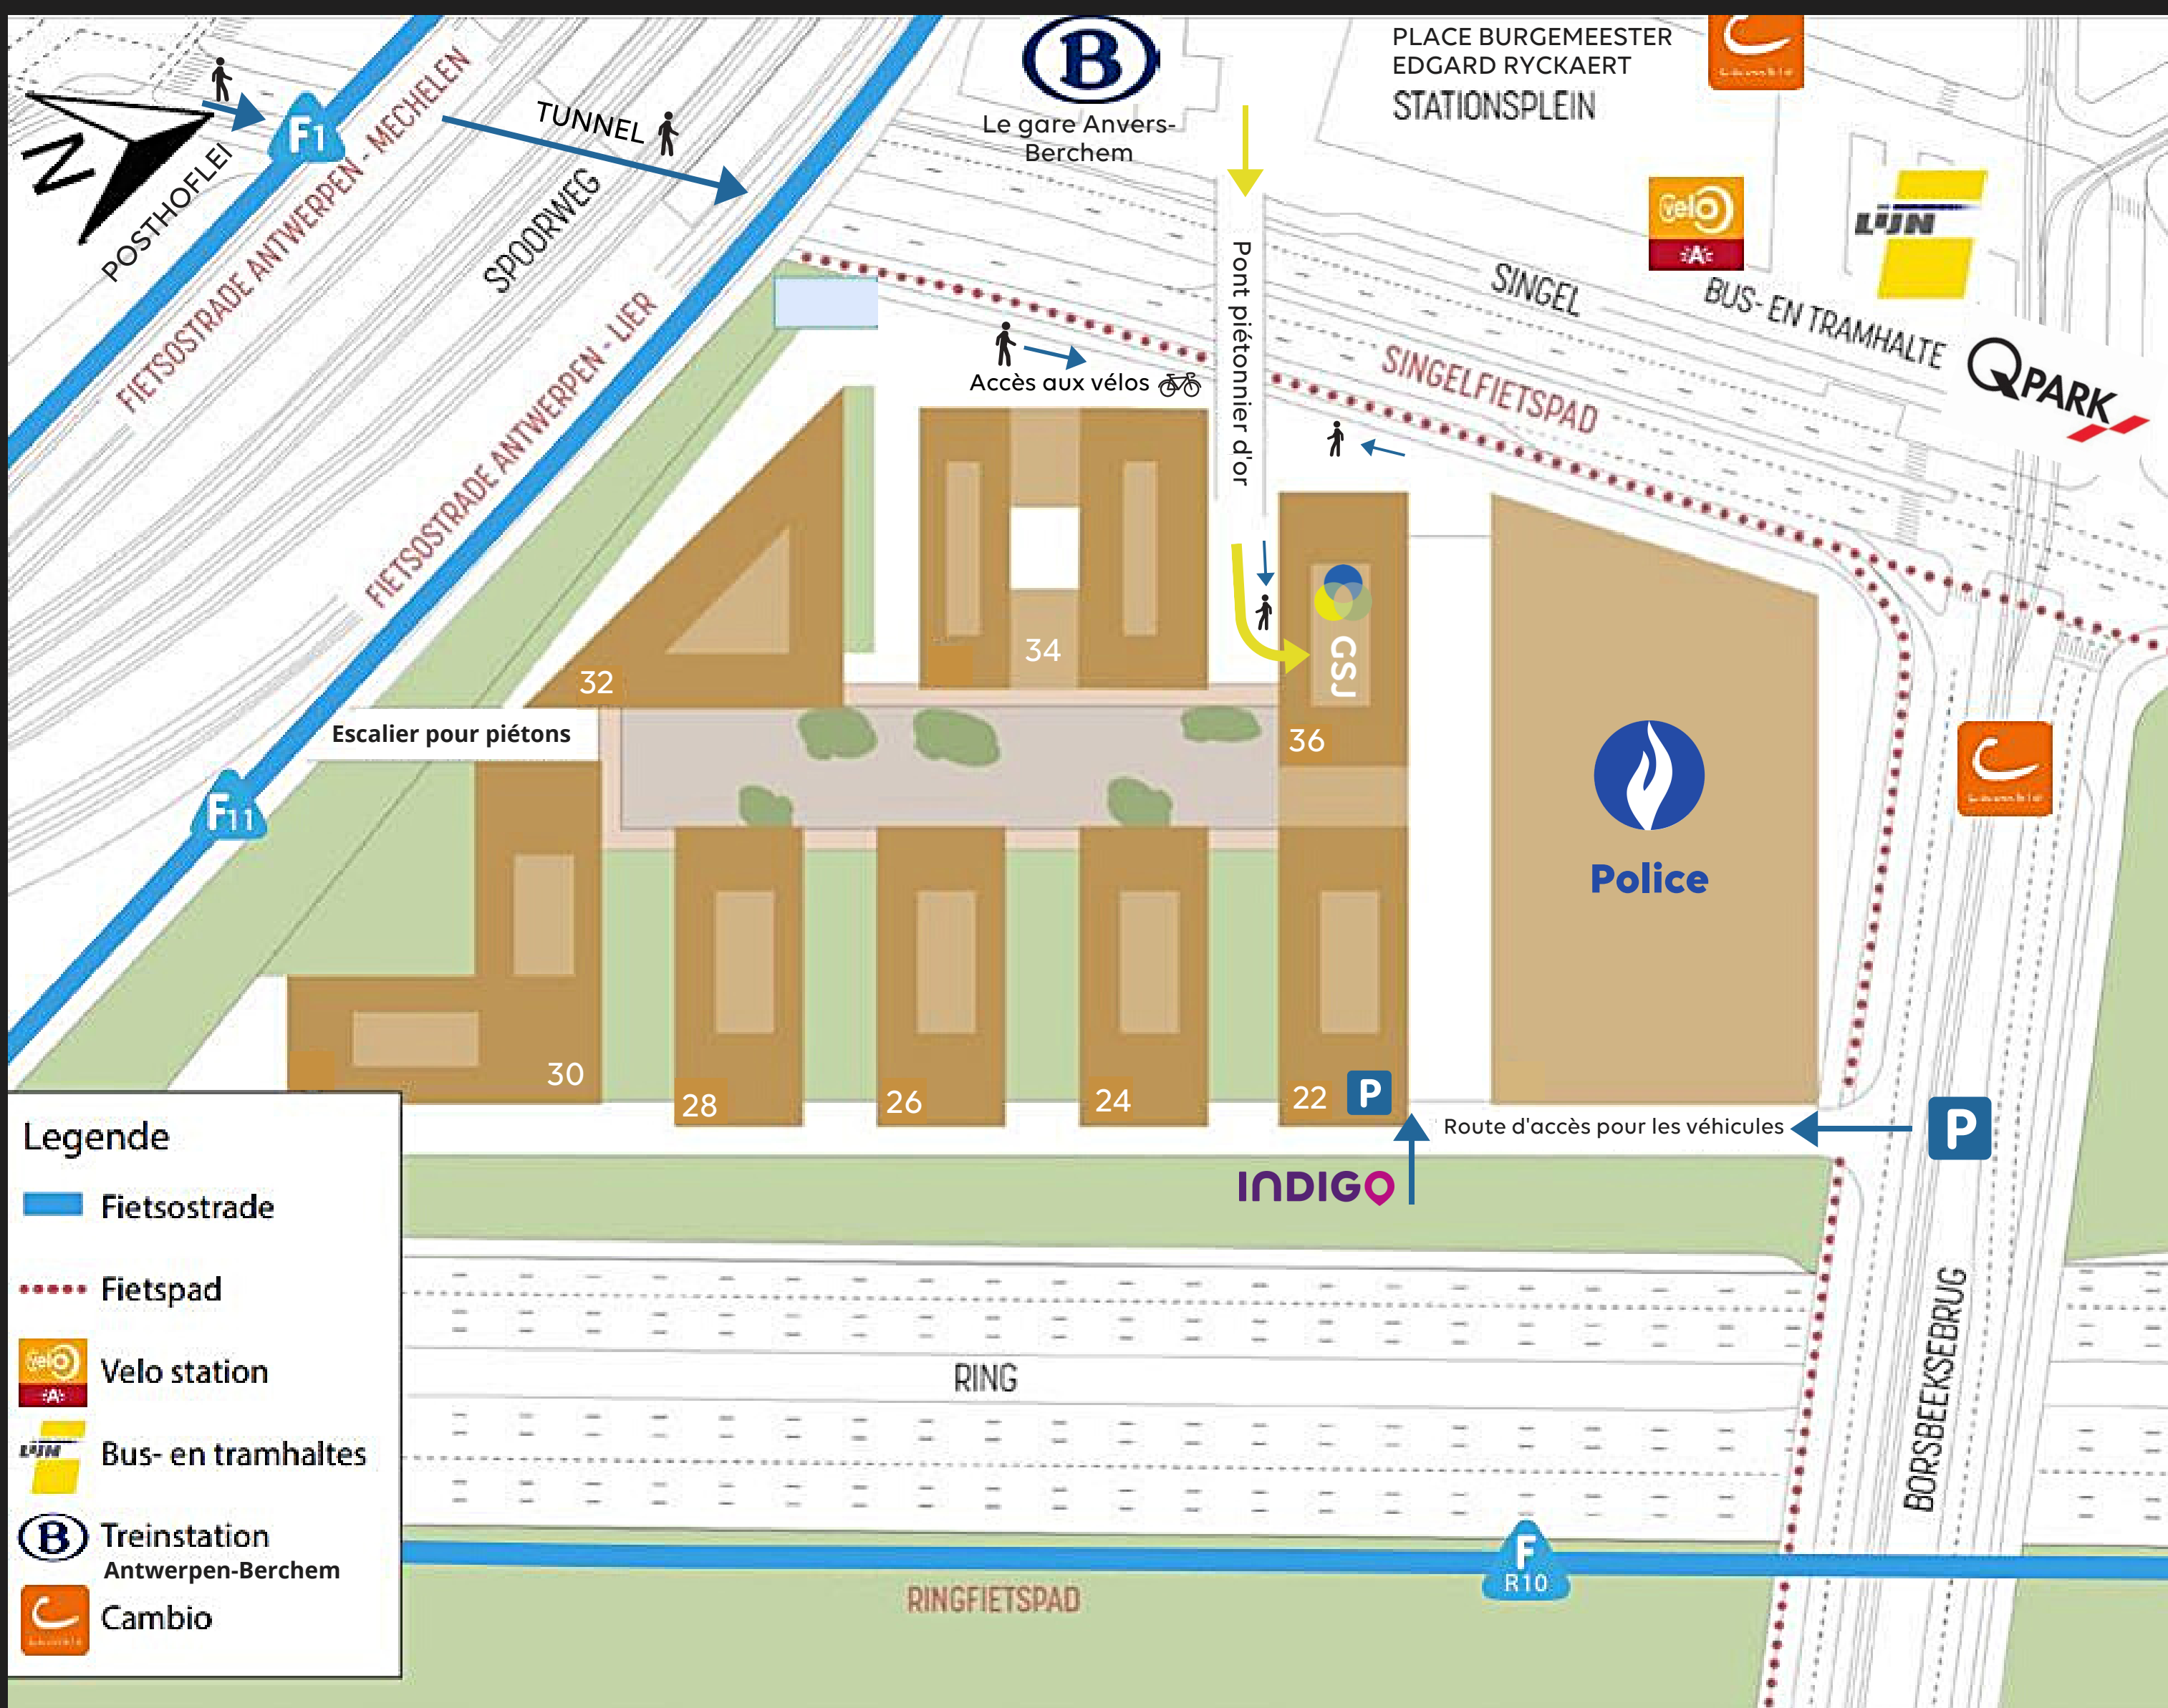 B
Le gare Anvers-
Berchem
PLACE BURGEMEESTER
EDGARD RYCKAERT
STATIONSPLEIN
N
POSTHOFLEI
F1
FIETSOSTRADE ANTWERPEN - MECHELEN
TUNNEL
SPOORWEG
FIETSOSTRADE ANTWERPEN - LIER
F11
Pont piétonnier d'or
Accès aux vélos
SINGEL
SINGELFIETSPAD
velo
A
LIJN
BUS- EN TRAMHALTE
QPARK
32
34
GSJ
36
Escalier pour piétons
Police
30
28
26
24
22
P
Route d'accès pour les véhicules
P
INDIGO
RING
BORSBEEKSEBRUG
F
R10
RINGFIETSPAD
Legende
Fietsostrade
Fietspad
velo
A
Velo station
LIJN
Bus- en tramhaltes
B
Treinstation
Antwerpen-Berchem
Cambio